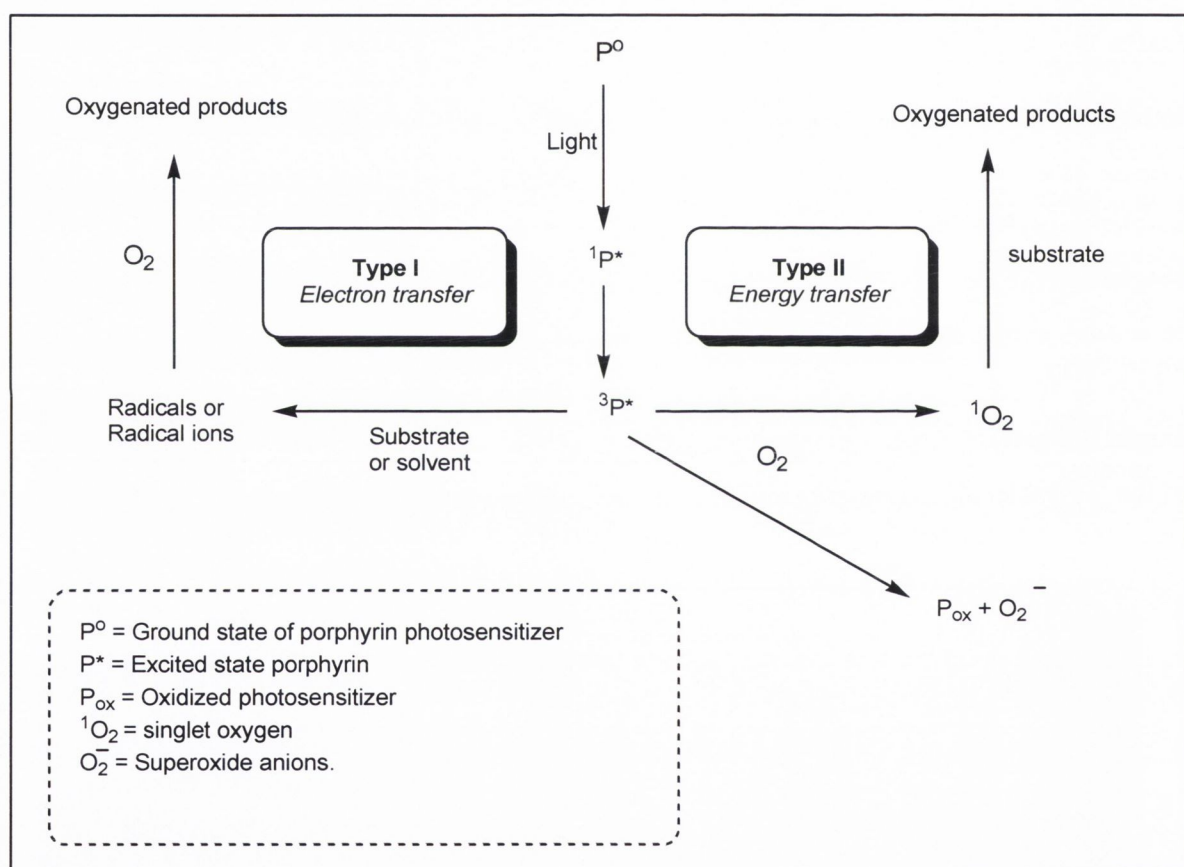 P⁰
Oxygenated products
Oxygenated products
Light
O₂
Type I
Electron transfer
¹P*
Type II
Energy transfer
substrate
Radicals or
Radical ions
Substrate
or solvent
³P*
O₂
¹O₂
Pₒₓ + O₂⁻
P⁰ = Ground state of porphyrin photosensitizer
P* = Excited state porphyrin
Pₒₓ = Oxidized photosensitizer
¹O₂ = singlet oxygen
O₂⁻ = Superoxide anions.